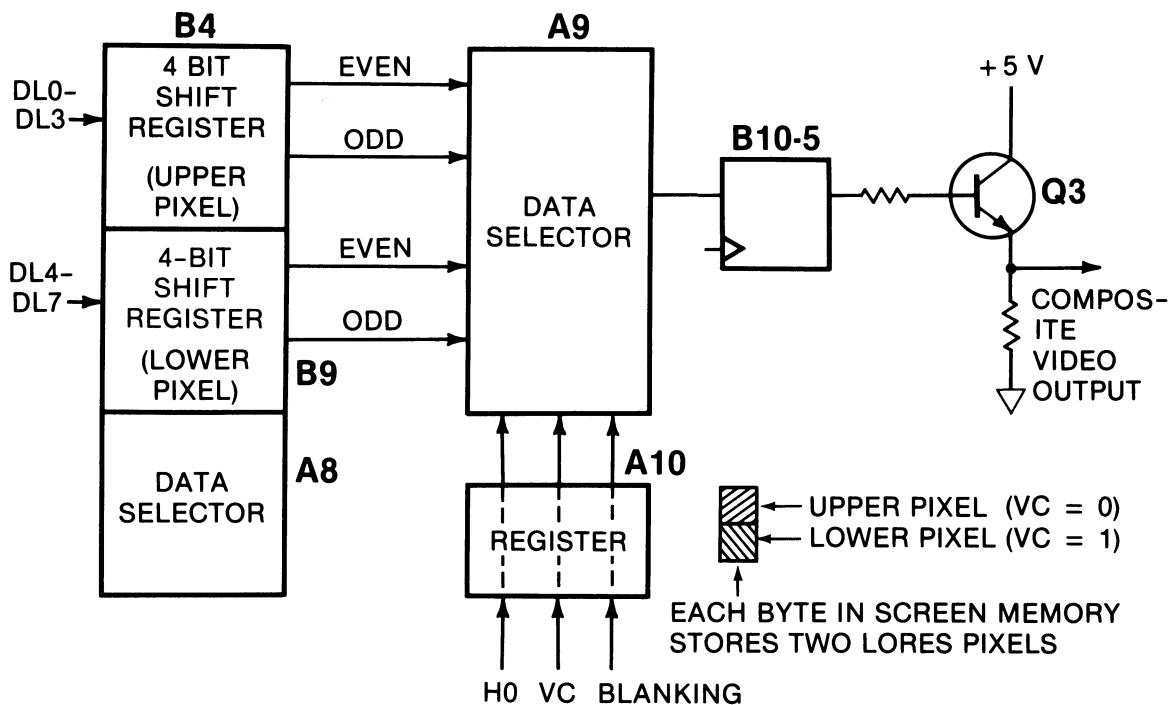 B4
4 BIT
SHIFT
REGISTER
(UPPER
PIXEL)
DL0-
DL3
EVEN
ODD
4-BIT
SHIFT
REGISTER
(LOWER
PIXEL)
DL4-
DL7
EVEN
ODD
B9
DATA
SELECTOR
A8
A9
DATA
SELECTOR
A10
REGISTER
H0 VC BLANKING
B10-5
+5 V
Q3
COMPOS-
ITE
VIDEO
OUTPUT
UPPER PIXEL (VC = 0)
LOWER PIXEL (VC = 1)
EACH BYTE IN SCREEN MEMORY
STORES TWO LORES PIXELS